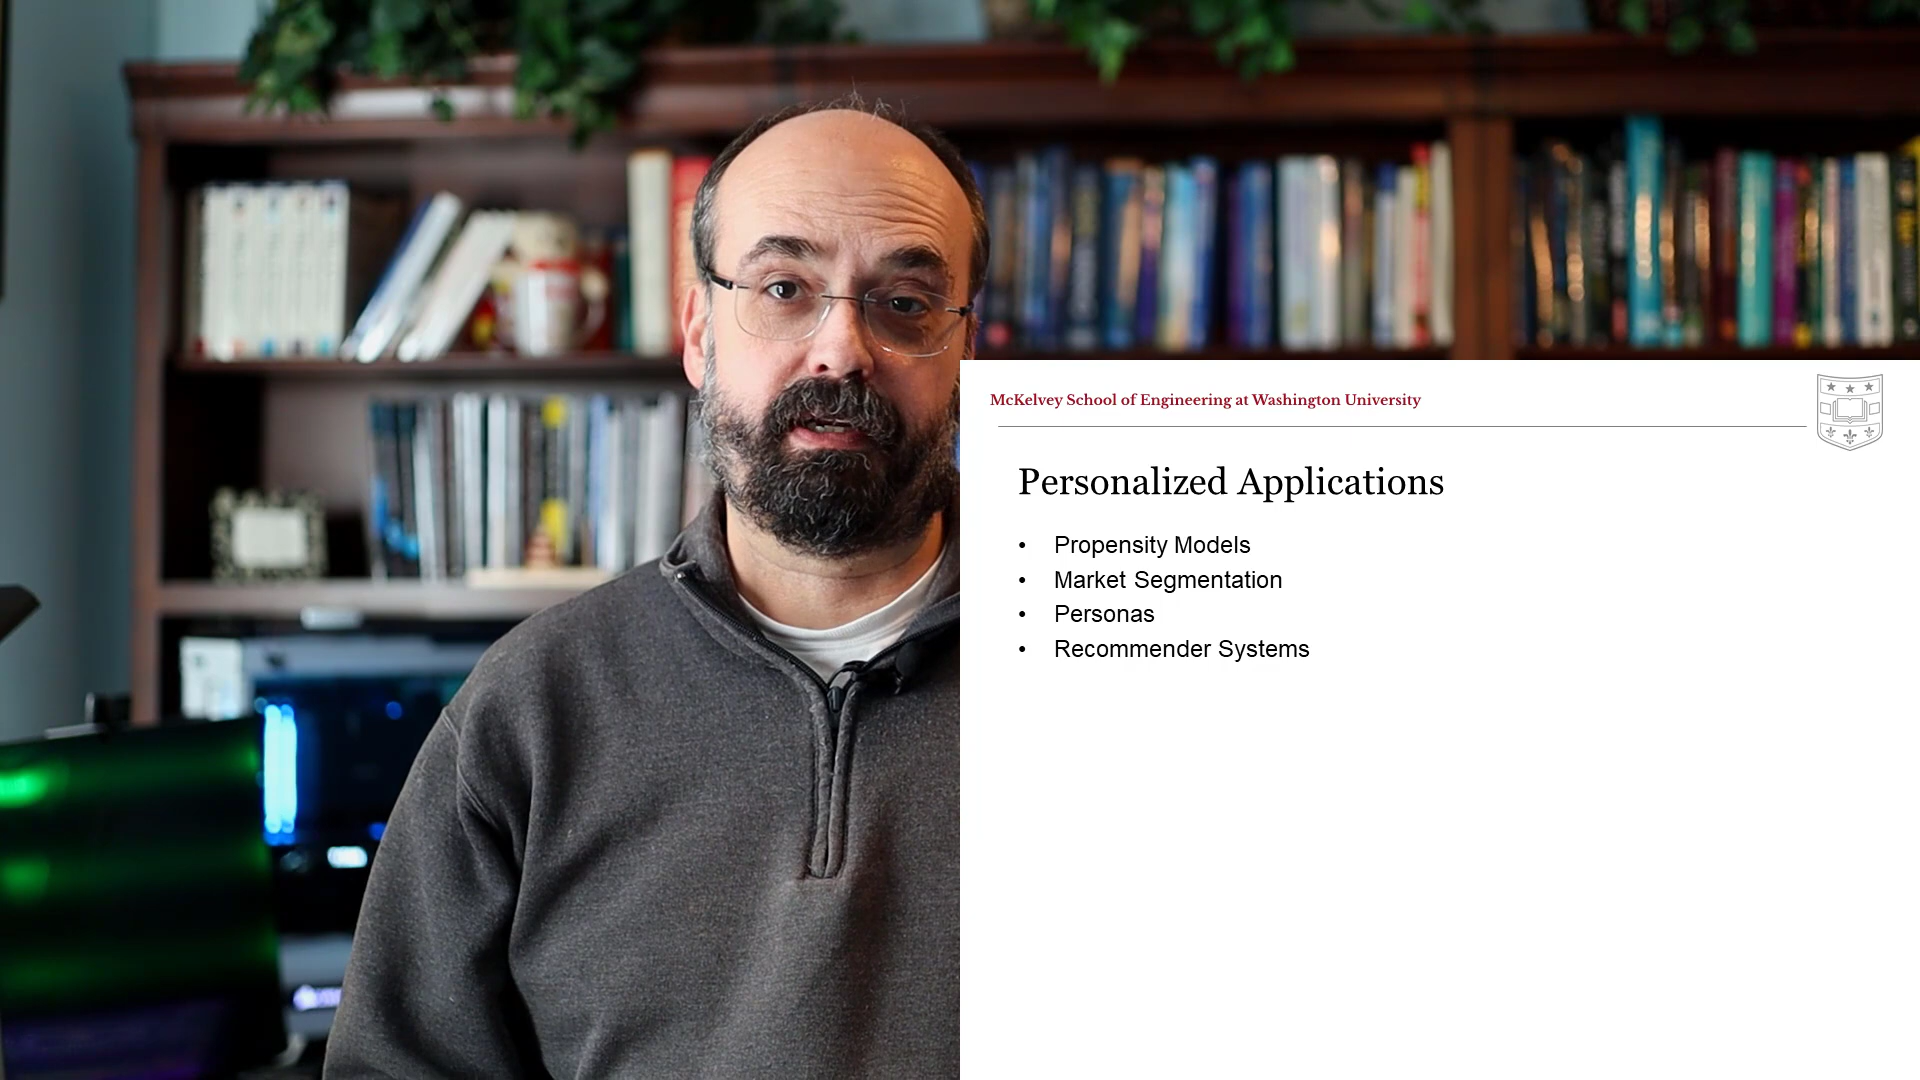 McKelvey School of Engineering at Washington University
Personalized Applications
• Propensity Models
• Market Segmentation
• Personas
• Recommender Systems